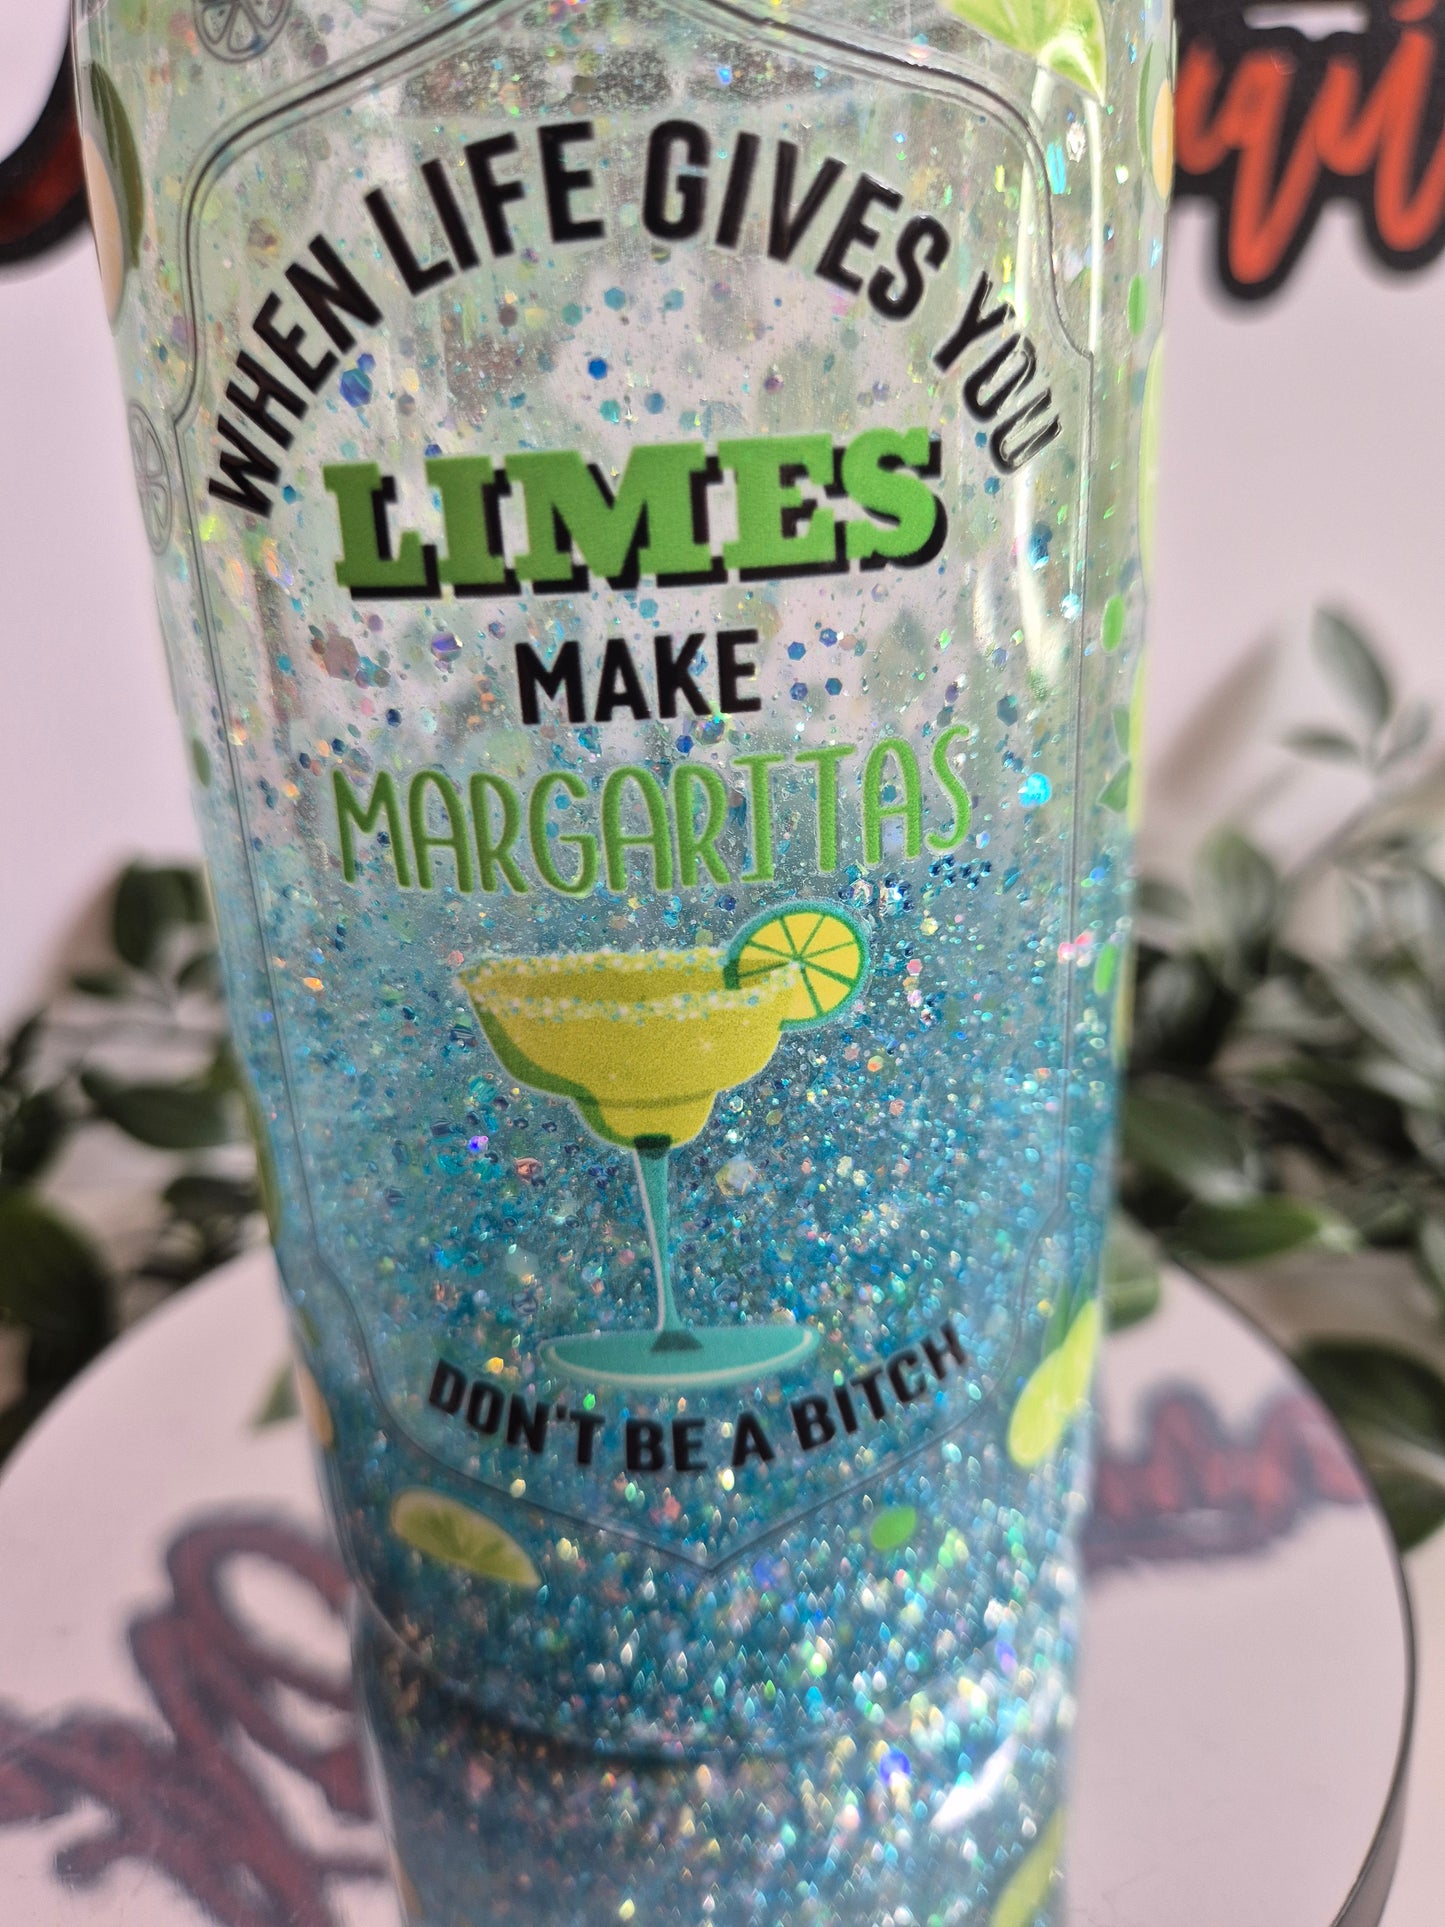 WHEN LIFE GIVES YOU
LIMES
MAKE
MARGARITAS
DON'T BE A BITCH